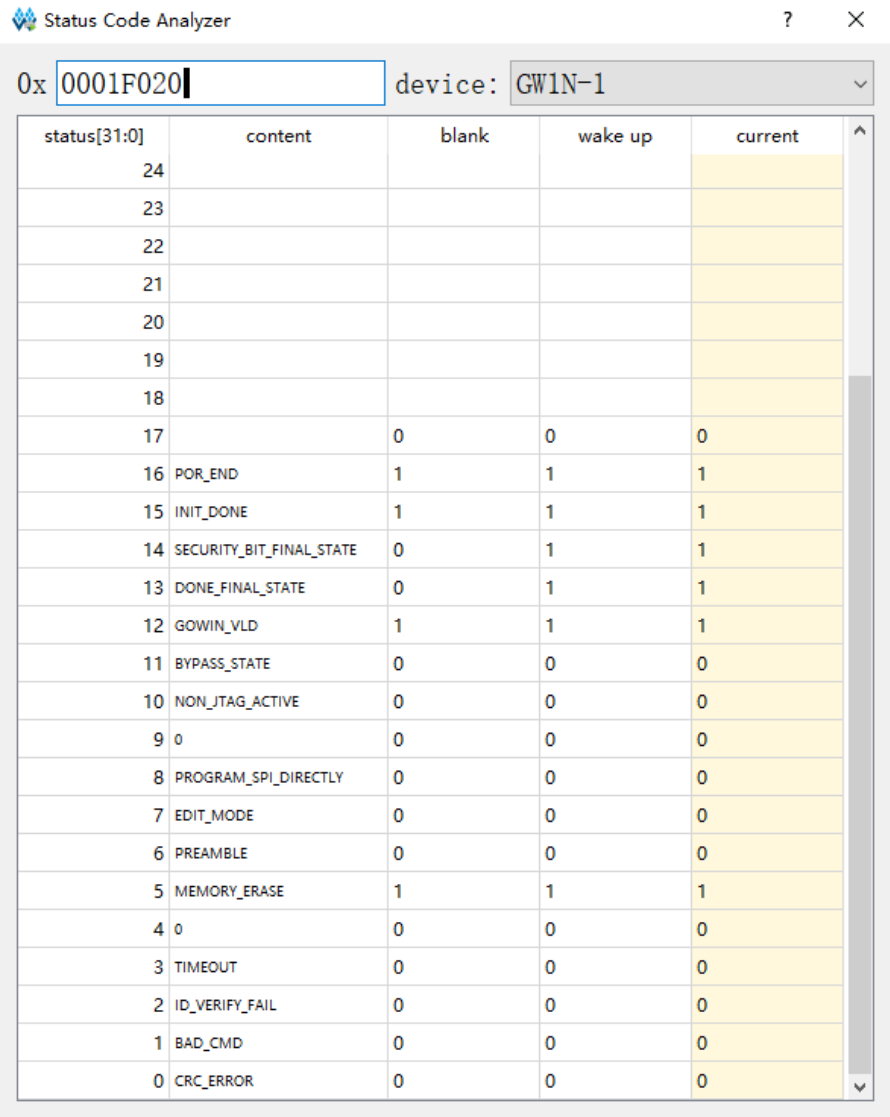 Status Code Analyzer ? ×
0x 0001F020 device: GW1N-1
status[31:0] content blank wake up current
24
23
22
21
20
19
18
17 0 0 0
16 POR_END 1 1 1
15 INIT_DONE 1 1 1
14 SECURITY_BIT_FINAL_STATE 0 1 1
13 DONE_FINAL_STATE 0 1 1
12 GOWIN_VLD 1 1 1
11 BYPASS_STATE 0 0 0
10 NON_JTAG_ACTIVE 0 0 0
9 0 0 0 0
8 PROGRAM_SPI_DIRECTLY 0 0 0
7 EDIT_MODE 0 0 0
6 PREAMBLE 0 0 0
5 MEMORY_ERASE 1 1 1
4 0 0 0 0
3 TIMEOUT 0 0 0
2 ID_VERIFY_FAIL 0 0 0
1 BAD_CMD 0 0 0
0 CRC_ERROR 0 0 0